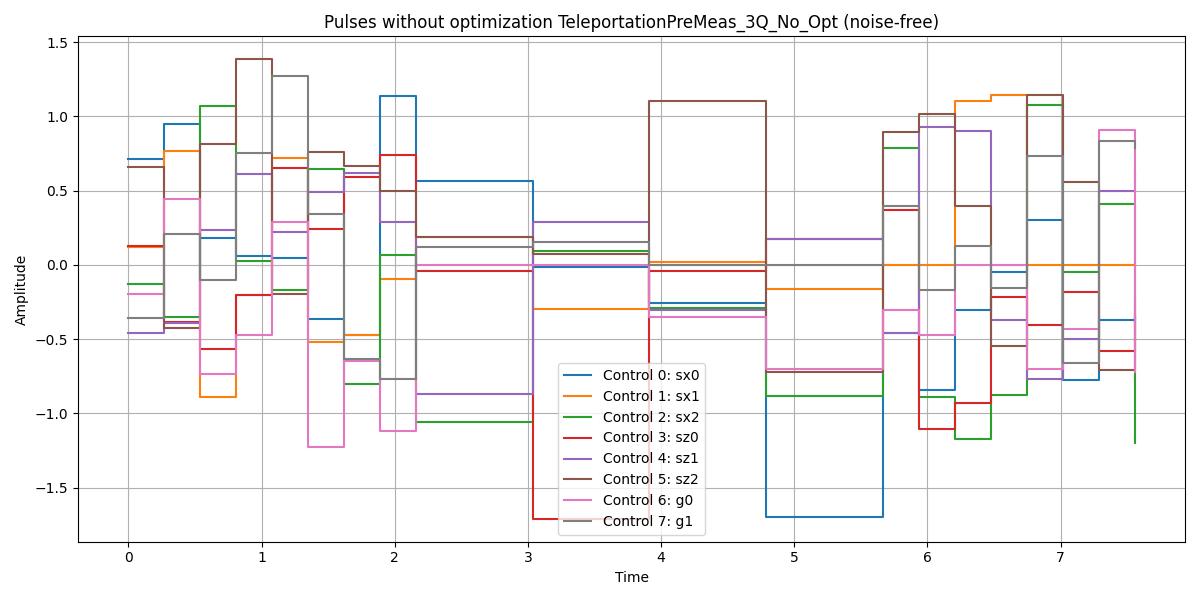 Pulses without optimization TeleportationPreMeas_3Q_No_Opt (noise-free)
1.5
1.0
0.5
0.0
−0.5
−1.0
−1.5
Amplitude
Control 0: sx0
Control 1: sx1
Control 2: sx2
Control 3: sz0
Control 4: sz1
Control 5: sz2
Control 6: g0
Control 7: g1
0 1 2 3 4 5 6 7
Time